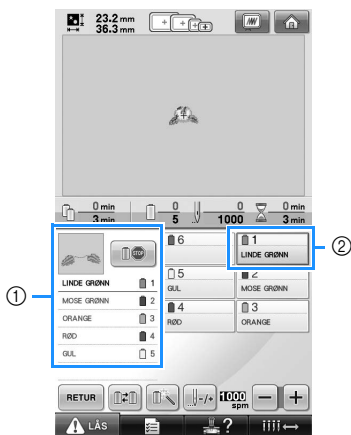 23.2 mm
36.3 mm
0 min
3 min
0
5
0
1000
0 min
3 min
6
1
LINDE GRØNN
STOP
5
GUL
2
MOSE GRØNN
4
RØD
3
ORANGE
LINDE GRØNN 1
MOSE GRØNN 2
ORANGE 3
RØD 4
GUL 5
1
2
RETUR
-/+
1000
spm
− +
LÅS
?